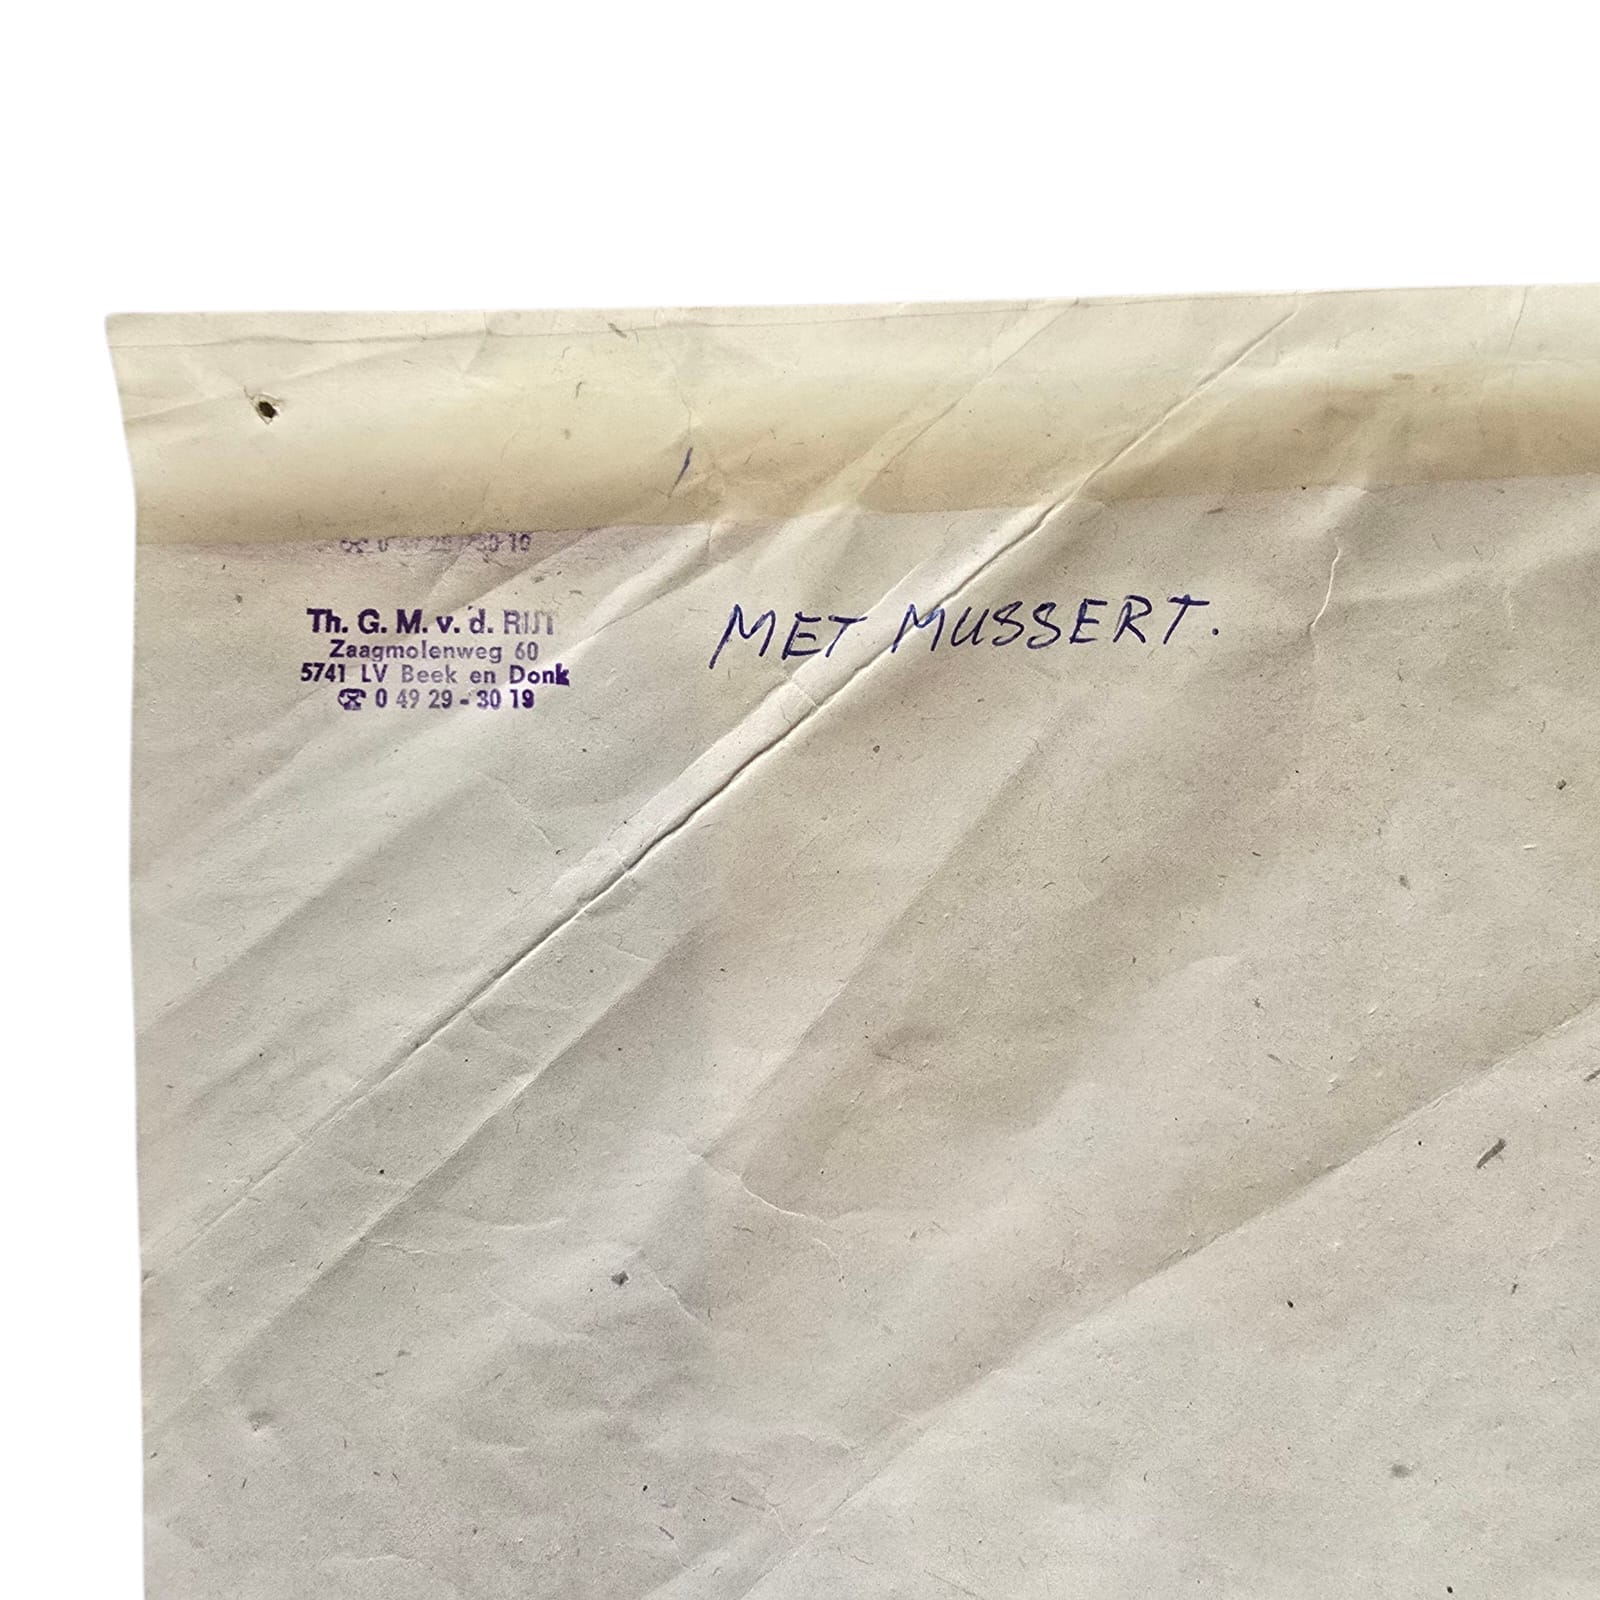 Th. G. M. v. d. RIJT
Zaagmolenweg 60
5741 LV Beek en Donk
☎ 0 49 29 - 30 19
MET MUSSERT.